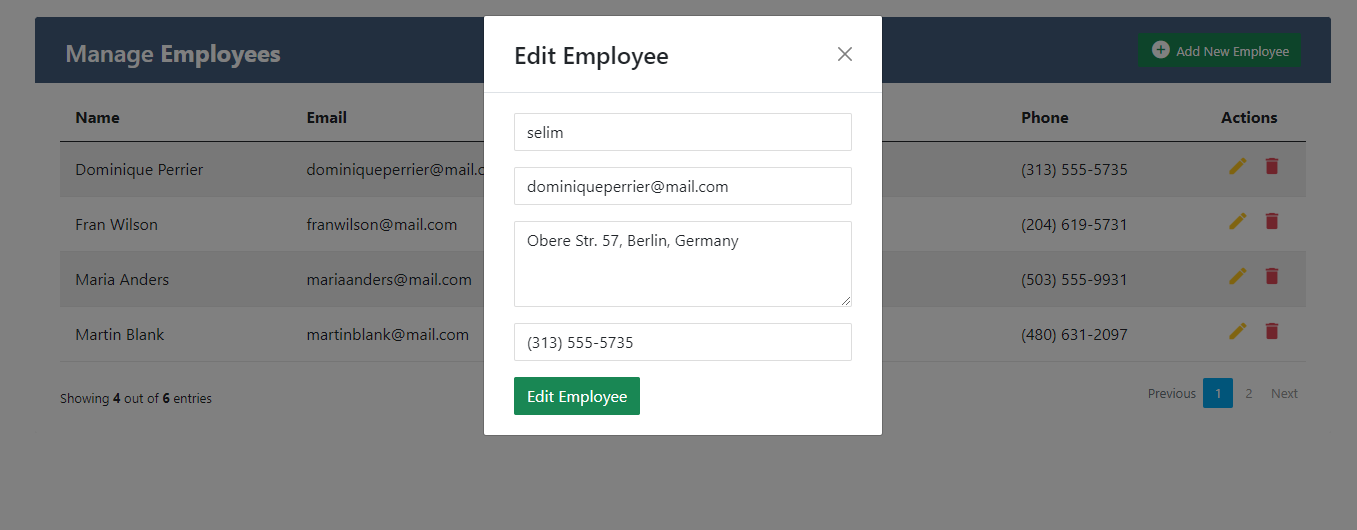 Manage Employees
Add New Employee
Name Email Phone Actions
Dominique Perrier dominiqueperrier@mail.c (313) 555-5735
Fran Wilson franwilson@mail.com (204) 619-5731
Maria Anders mariaanders@mail.com (503) 555-9931
Martin Blank martinblank@mail.com (480) 631-2097
Showing 4 out of 6 entries
Previous 1 2 Next
Edit Employee
selim
dominiqueperrier@mail.com
Obere Str. 57, Berlin, Germany
(313) 555-5735
Edit Employee